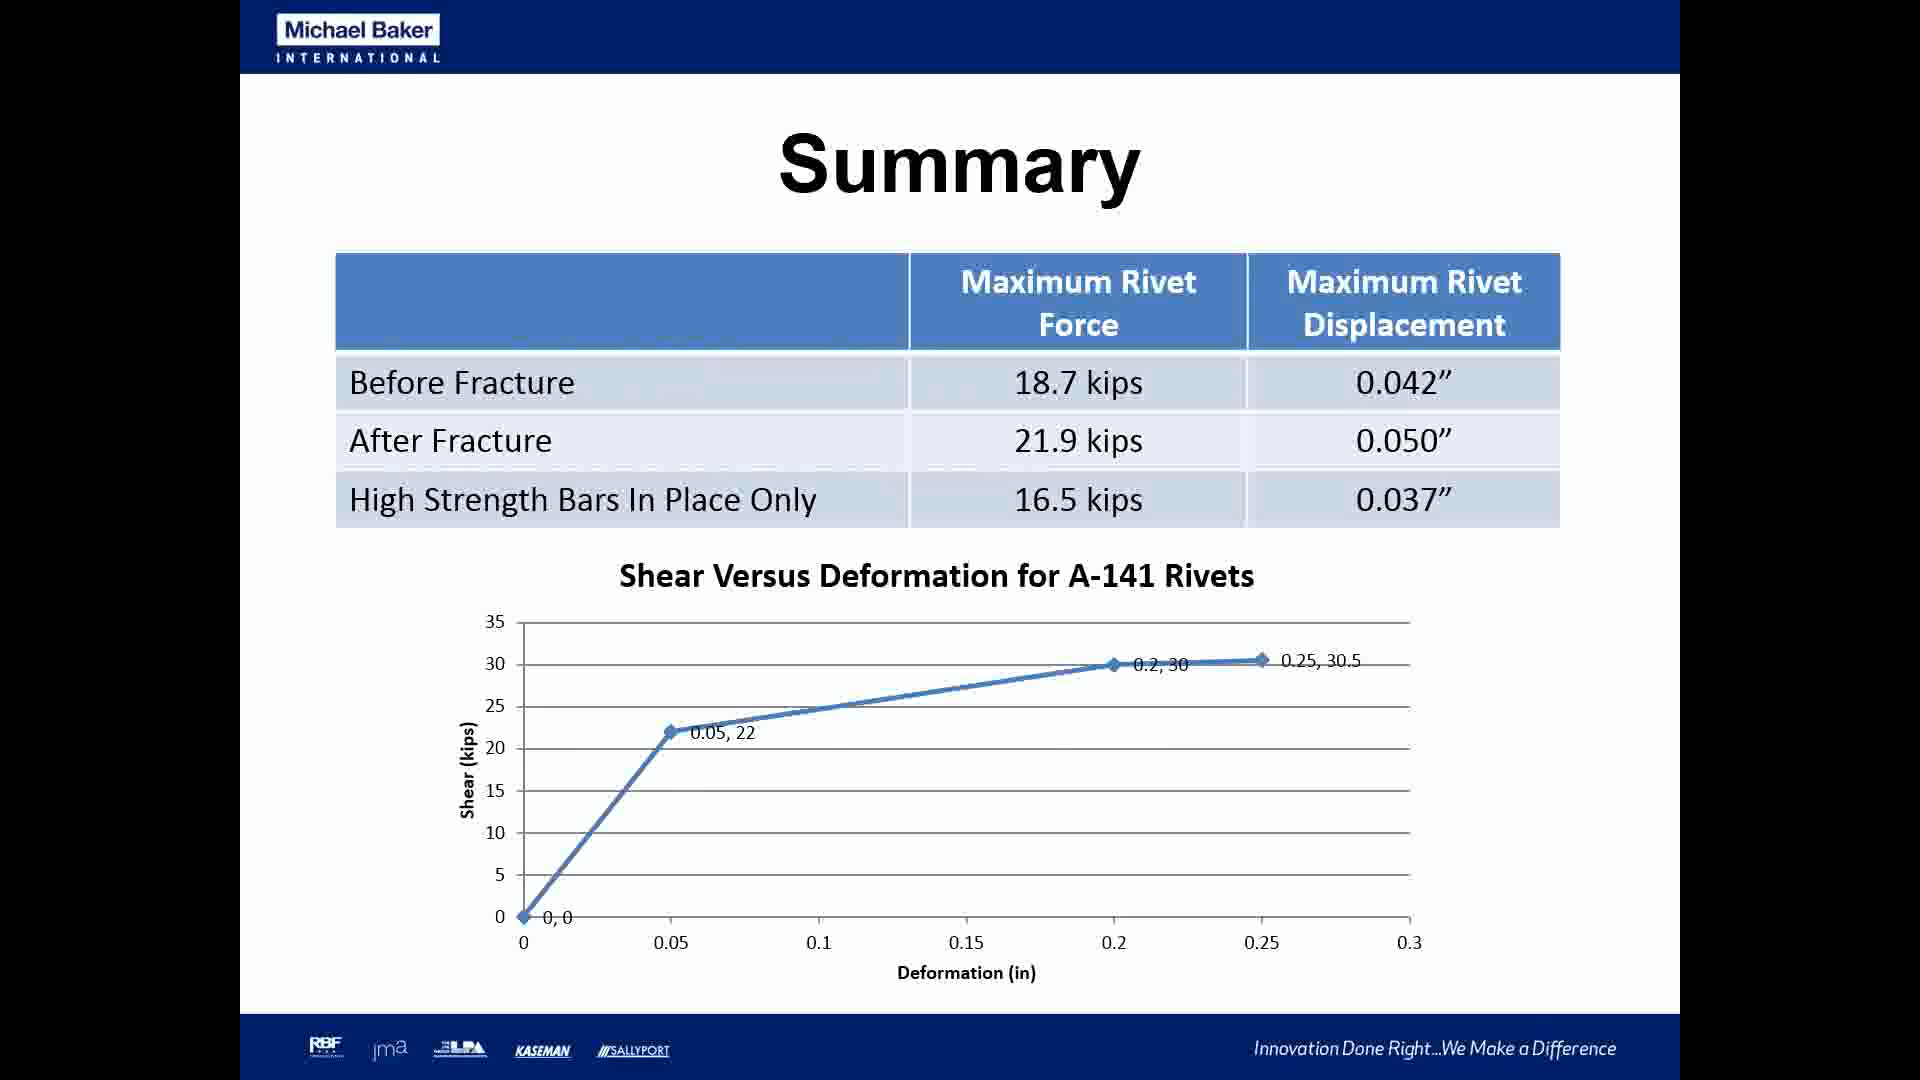 Michael Baker
INTERNATIONAL
Summary
Maximum Rivet Force
Maximum Rivet Displacement
Before Fracture 18.7 kips 0.042”
After Fracture 21.9 kips 0.050”
High Strength Bars In Place Only 16.5 kips 0.037”
Shear Versus Deformation for A-141 Rivets
35
30
25
20
15
10
5
0
Shear (kips)
0, 0
0.05, 22
0.2, 30
0.25, 30.5
0 0.05 0.1 0.15 0.2 0.25 0.3
Deformation (in)
RBF jma LPA KASEMAN SALLYPORT
Innovation Done Right...We Make a Difference